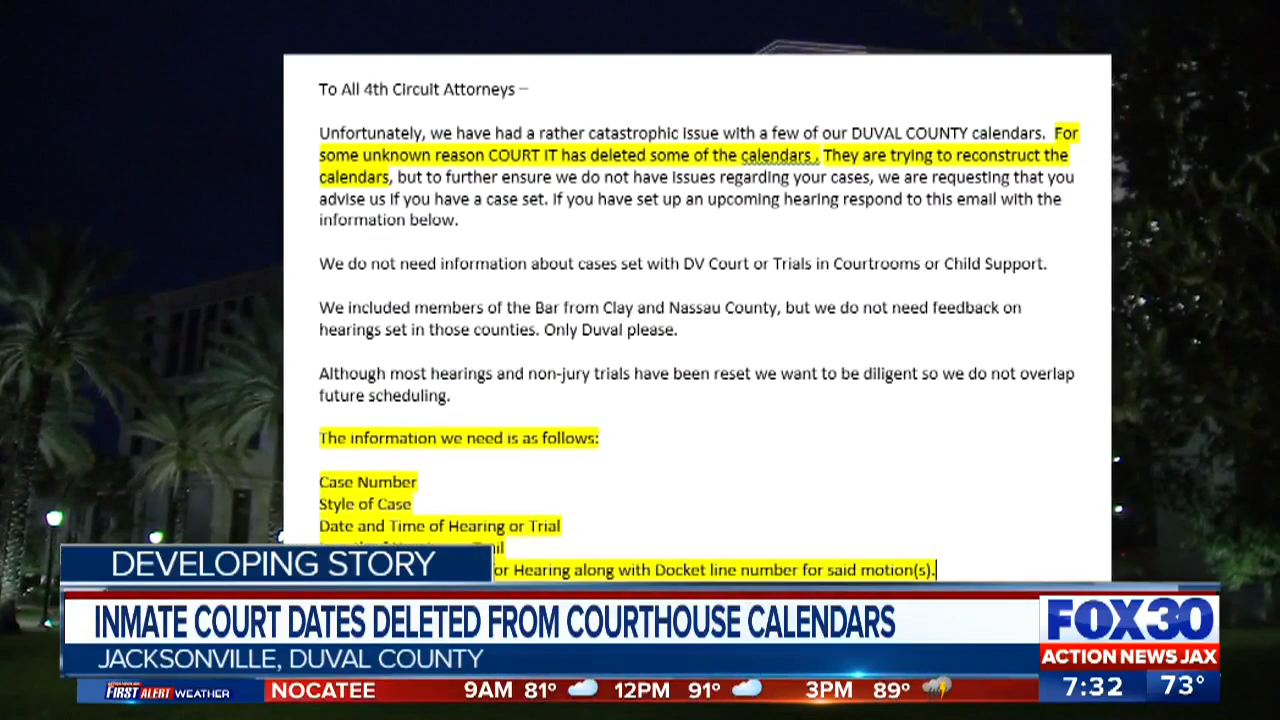 To All 4th Circuit Attorneys –
Unfortunately, we have had a rather catastrophic issue with a few of our DUVAL COUNTY calendars. For
some unknown reason COURT IT has deleted some of the calendars . They are trying to reconstruct the
calendars, but to further ensure we do not have issues regarding your cases, we are requesting that you
advise us if you have a case set. If you have set up an upcoming hearing respond to this email with the
information below.
We do not need information about cases set with DV Court or Trials in Courtrooms or Child Support.
We included members of the Bar from Clay and Nassau County, but we do not need feedback on
hearings set in those counties. Only Duval please.
Although most hearings and non-jury trials have been reset we want to be diligent so we do not overlap
future scheduling.
The information we need is as follows:
Case Number
Style of Case
Date and Time of Hearing or Trial
or Hearing along with Docket line number for said motion(s).
DEVELOPING STORY
INMATE COURT DATES DELETED FROM COURTHOUSE CALENDARS
JACKSONVILLE, DUVAL COUNTY
FOX30
ACTION NEWS JAX
FIRST ALERT WEATHER
NOCATEE 9AM 81° 12PM 91° 3PM 89°
7:32 73°